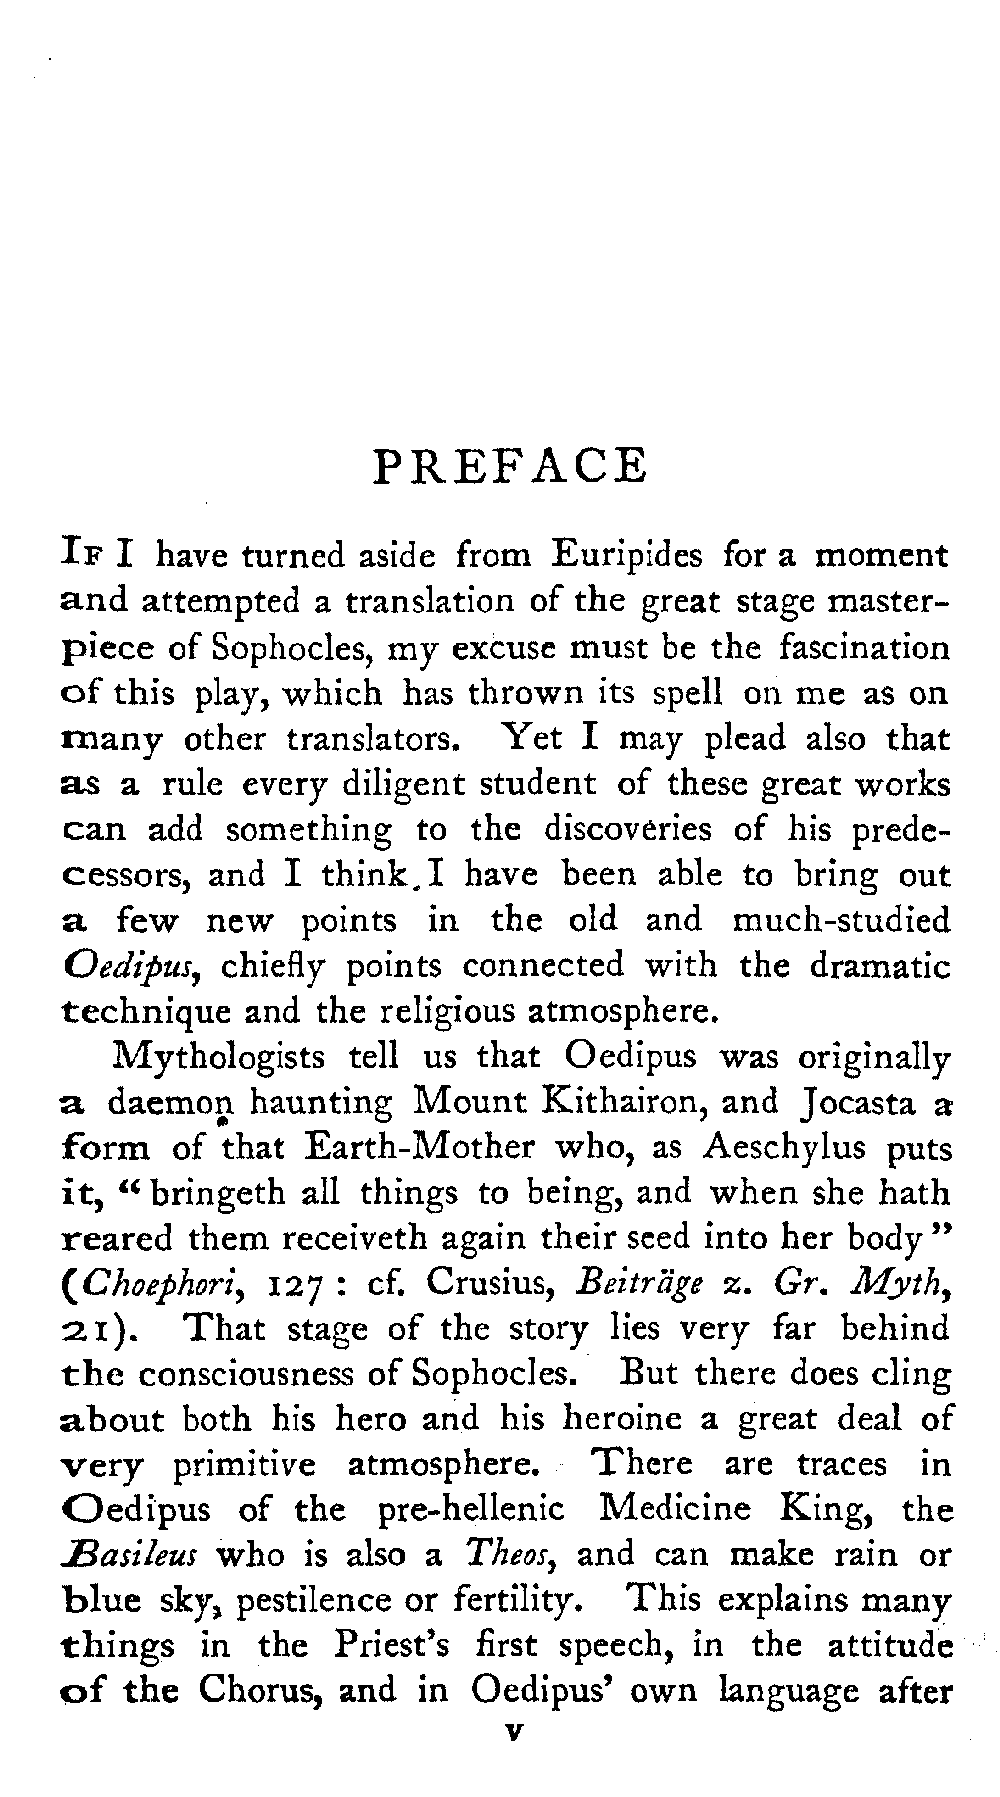 PREFACE
IF I have turned aside from Euripides for a moment
and attempted a translation of the great stage master-
piece of Sophocles, my excuse must be the fascination
of this play, which has thrown its spell on me as on
many other translators. Yet I may plead also that
as a rule every diligent student of these great works
can add something to the discoveries of his prede-
cessors, and I think I have been able to bring out
a few new points in the old and much-studied
Oedipus, chiefly points connected with the dramatic
technique and the religious atmosphere.
Mythologists tell us that Oedipus was originally
a daemon haunting Mount Kithairon, and Jocasta a
form of that Earth-Mother who, as Aeschylus puts
it, “bringeth all things to being, and when she hath
reared them receiveth again their seed into her body”
(Choephori, 127 : cf. Crusius, Beiträge z. Gr. Myth,
21). That stage of the story lies very far behind
the consciousness of Sophocles. But there does cling
about both his hero and his heroine a great deal of
very primitive atmosphere. There are traces in
Oedipus of the pre-hellenic Medicine King, the
Basileus who is also a Theos, and can make rain or
blue sky, pestilence or fertility. This explains many
things in the Priest’s first speech, in the attitude
of the Chorus, and in Oedipus’ own language after
v